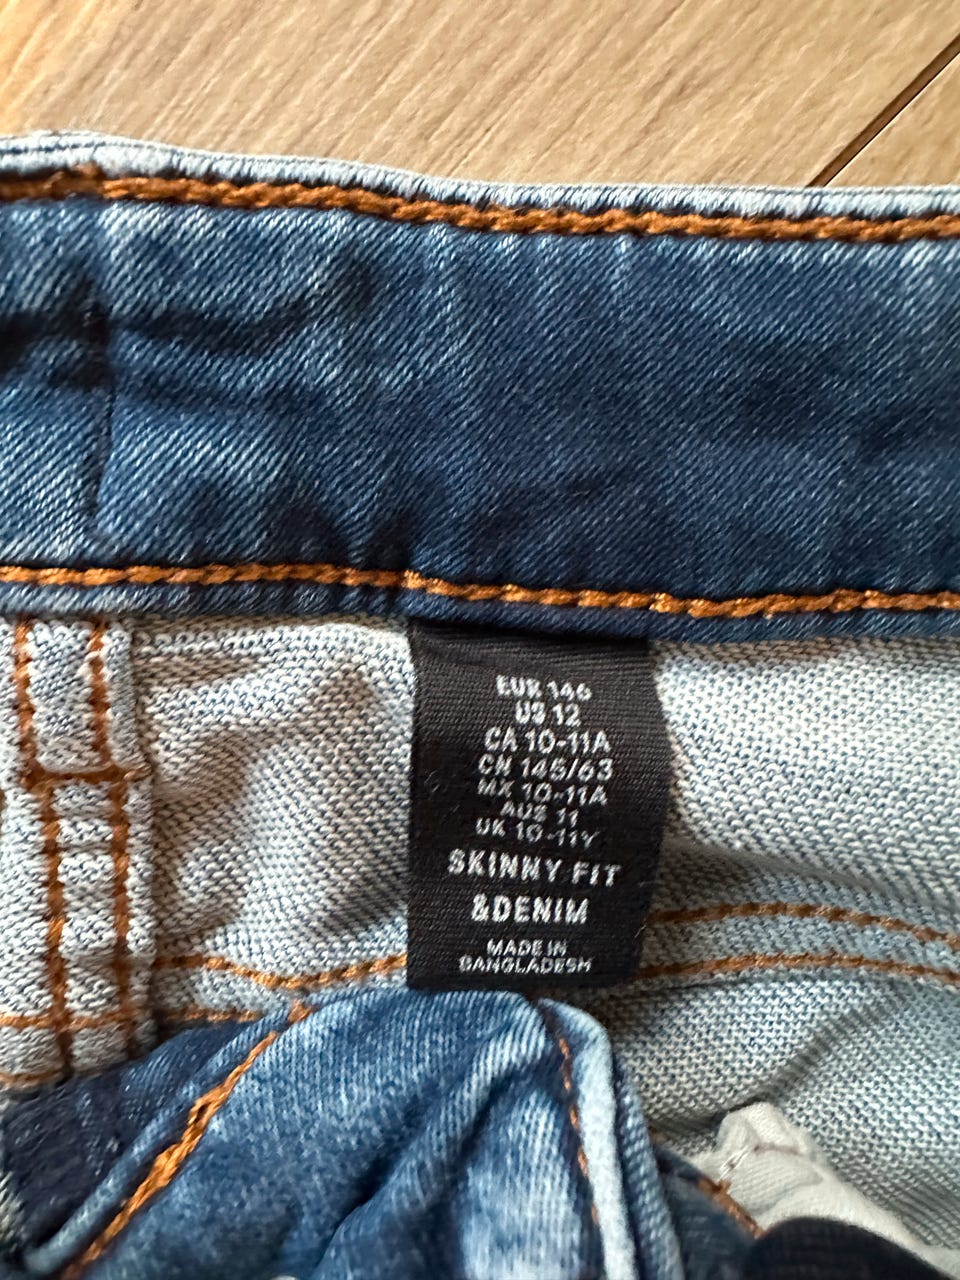 EUR 146
US 12
CA 10-11A
CN 145/63
MX 10-11A
AUS 11
UK 10-11Y
SKINNY FIT
&DENIM
MADE IN
BANGLADESH